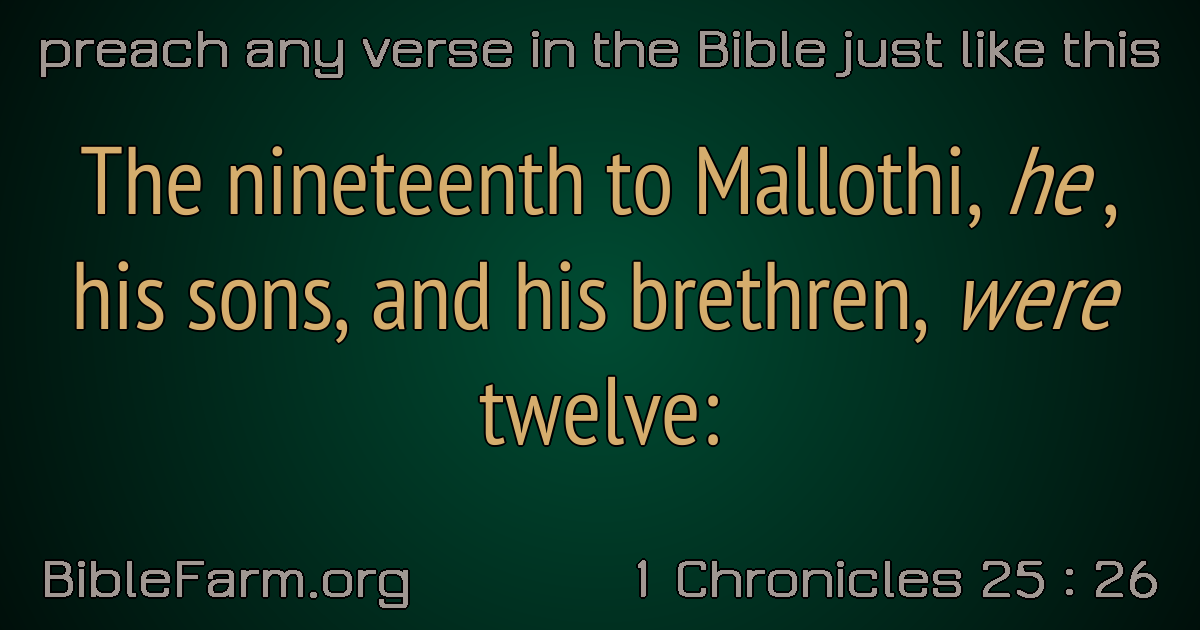 preach any verse in the Bible just like this
The nineteenth to Mallothi, he ,
his sons, and his brethren, were
twelve:
BibleFarm.org
1 Chronicles 25 : 26